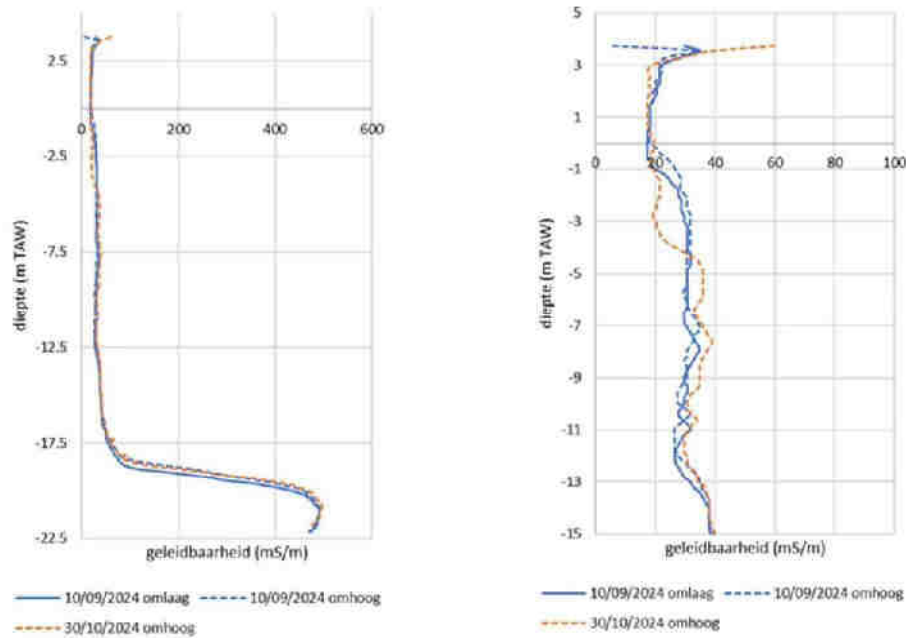 2.5
0 200 400 600
-2.5
-7.5
-12.5
-17.5
-22.5
diepte (m TAW)
geleidbaarheid (mS/m)
10/09/2024 omlaag 10/09/2024 omhoog
30/10/2024 omhoog
5
3
1
0 20 40 60 80 100
-1
-3
-5
-7
-9
-11
-13
-15
diepte (m TAW)
geleidbaarheid (mS/m)
10/09/2024 omlaag 10/09/2024 omhoog
30/10/2024 omhoog